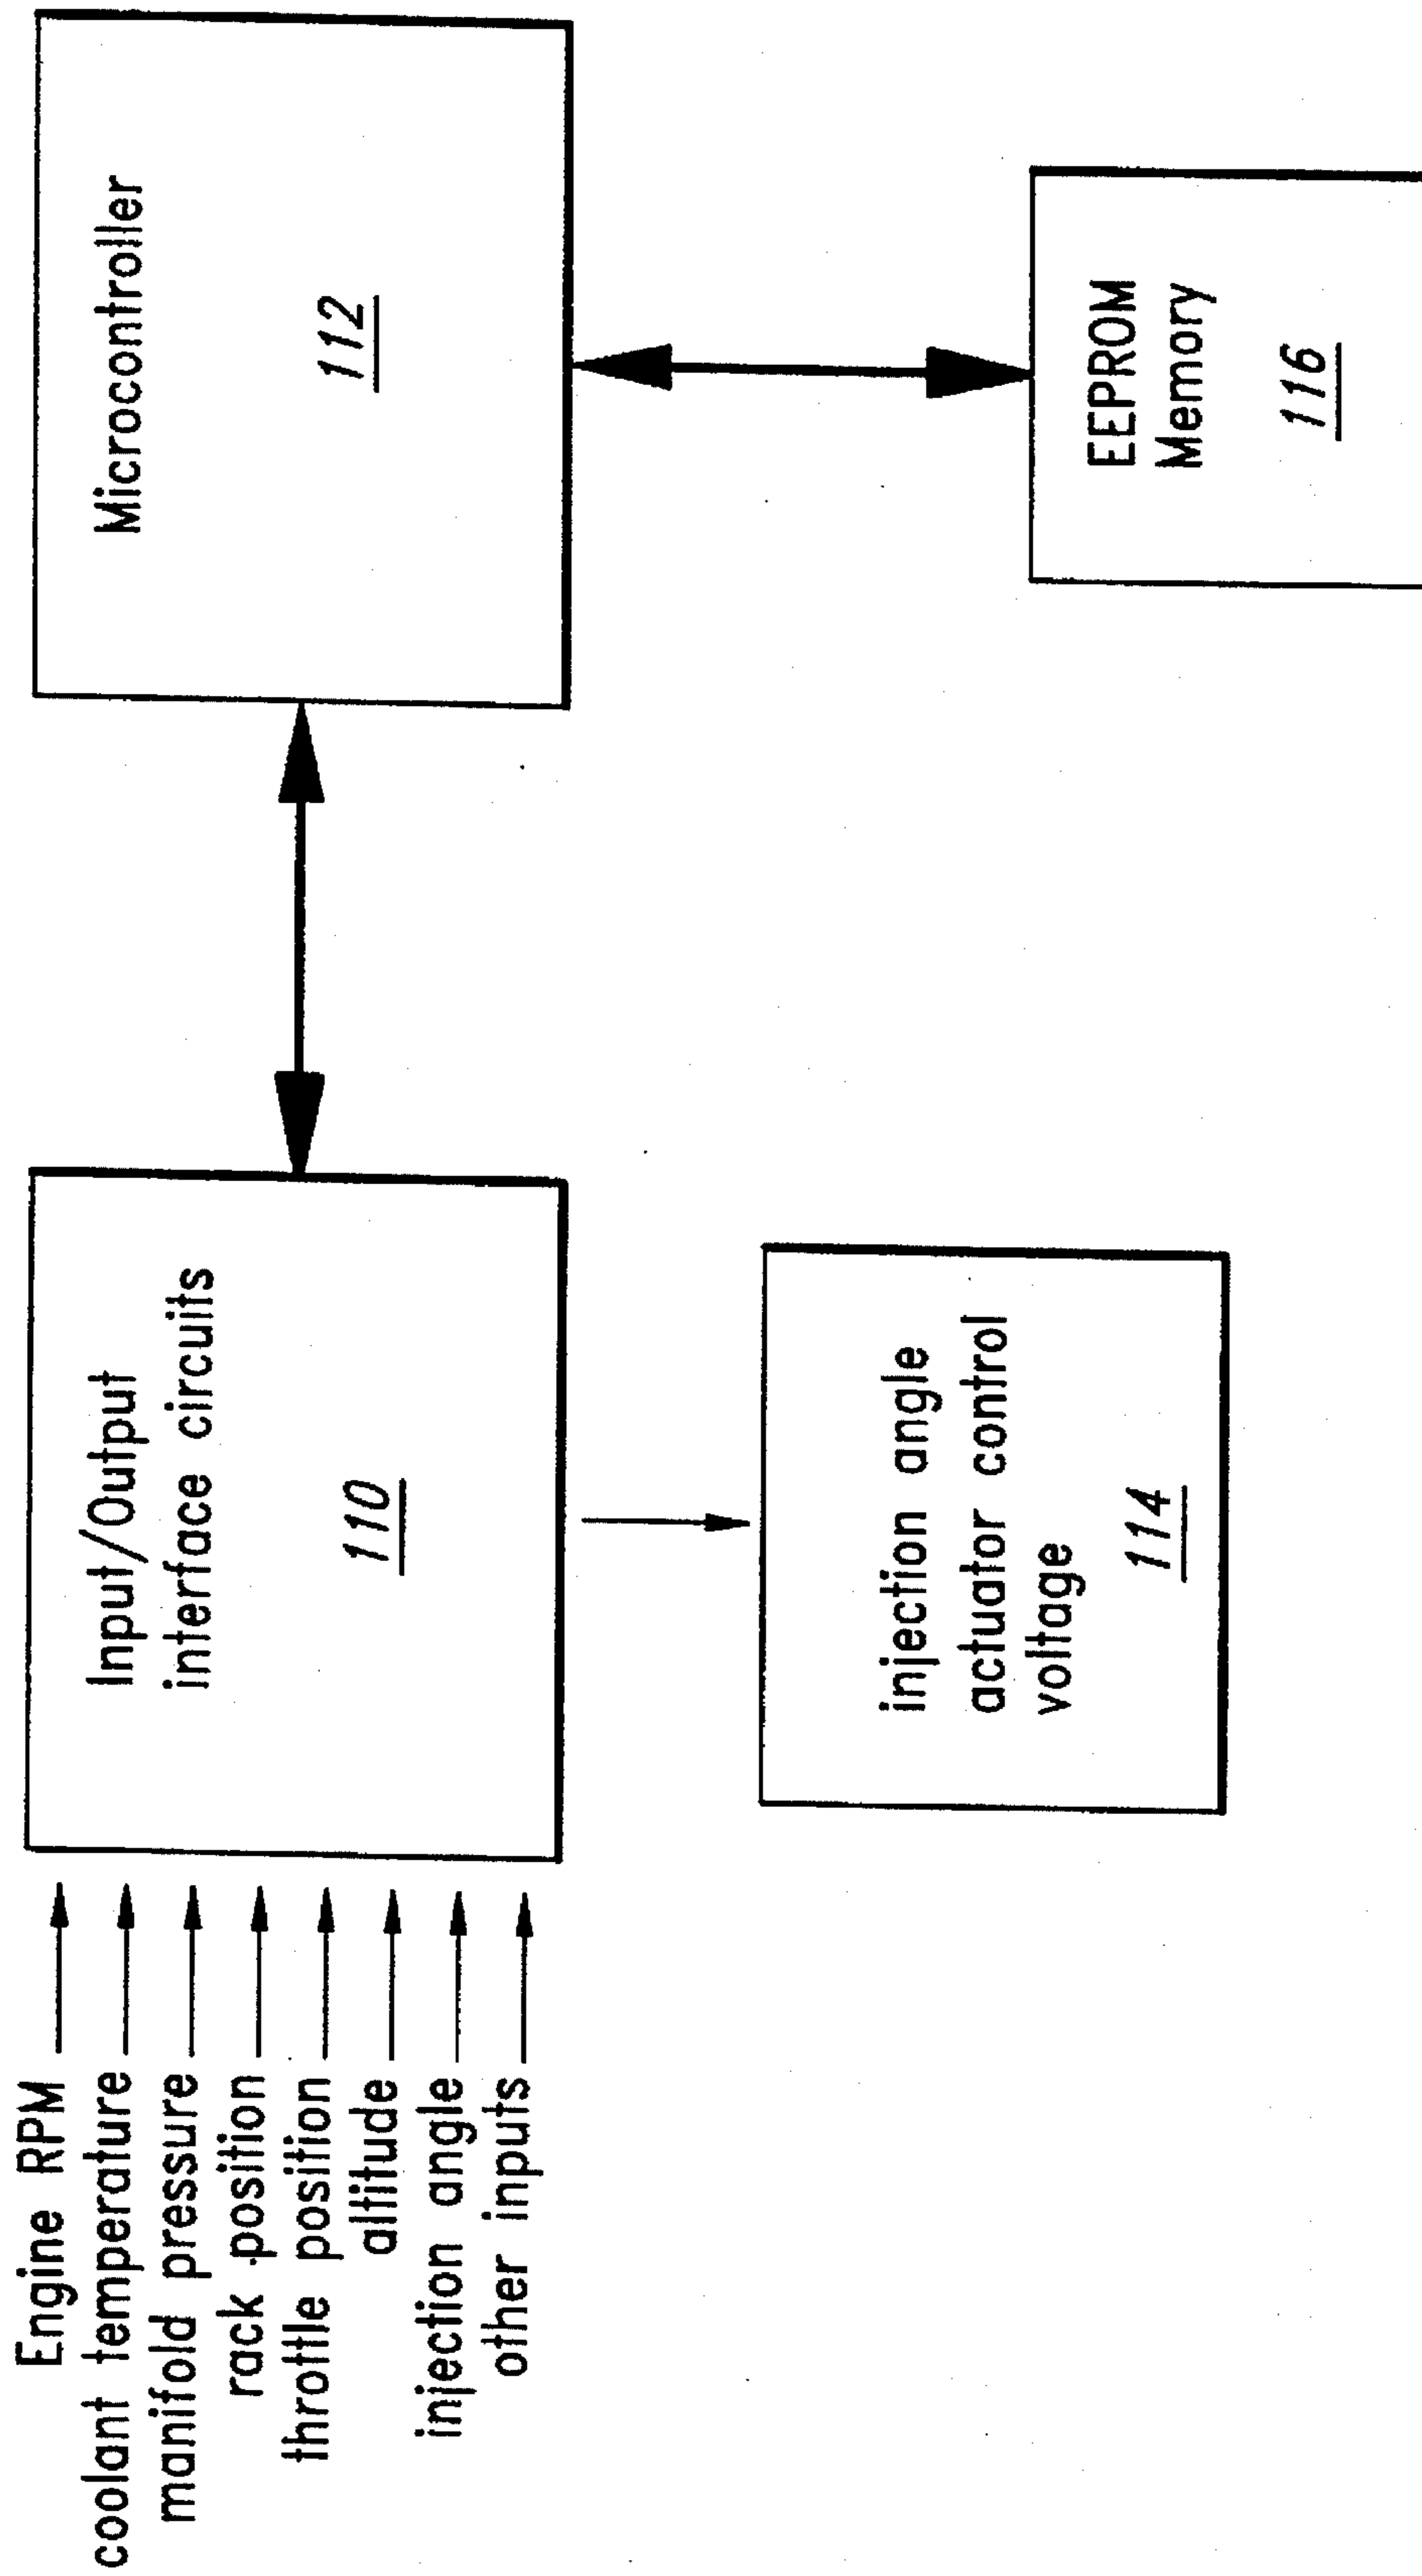 Engine RPM
coolant temperature
manifold pressure
rack position
throttle position
altitude
injection angle
other inputs
Input/Output
interface circuits
110
Microcontroller
112
injection angle
actuator control
voltage
114
EEPROM
Memory
116